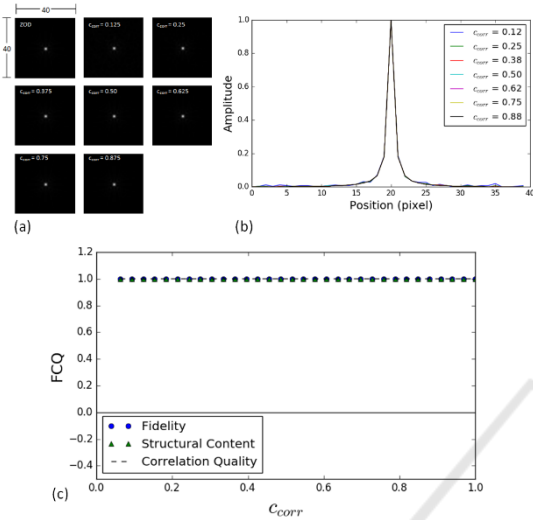 40
40
ZOD
c_corr = 0.125
c_corr = 0.25
c_corr = 0.375
c_corr = 0.50
c_corr = 0.625
c_corr = 0.75
c_corr = 0.875
(a)
Amplitude
1.0
0.8
0.6
0.4
0.2
0.0
0 5 10 15 20 25 30 35 40
Position (pixel)
c_corr = 0.12
c_corr = 0.25
c_corr = 0.38
c_corr = 0.50
c_corr = 0.62
c_corr = 0.75
c_corr = 0.88
(b)
FCQ
1.2
1.0
0.8
0.6
0.4
0.2
0.0
−0.2
−0.4
Fidelity
Structural Content
Correlation Quality
0.0 0.2 0.4 0.6 0.8 1.0
c_corr
(c)